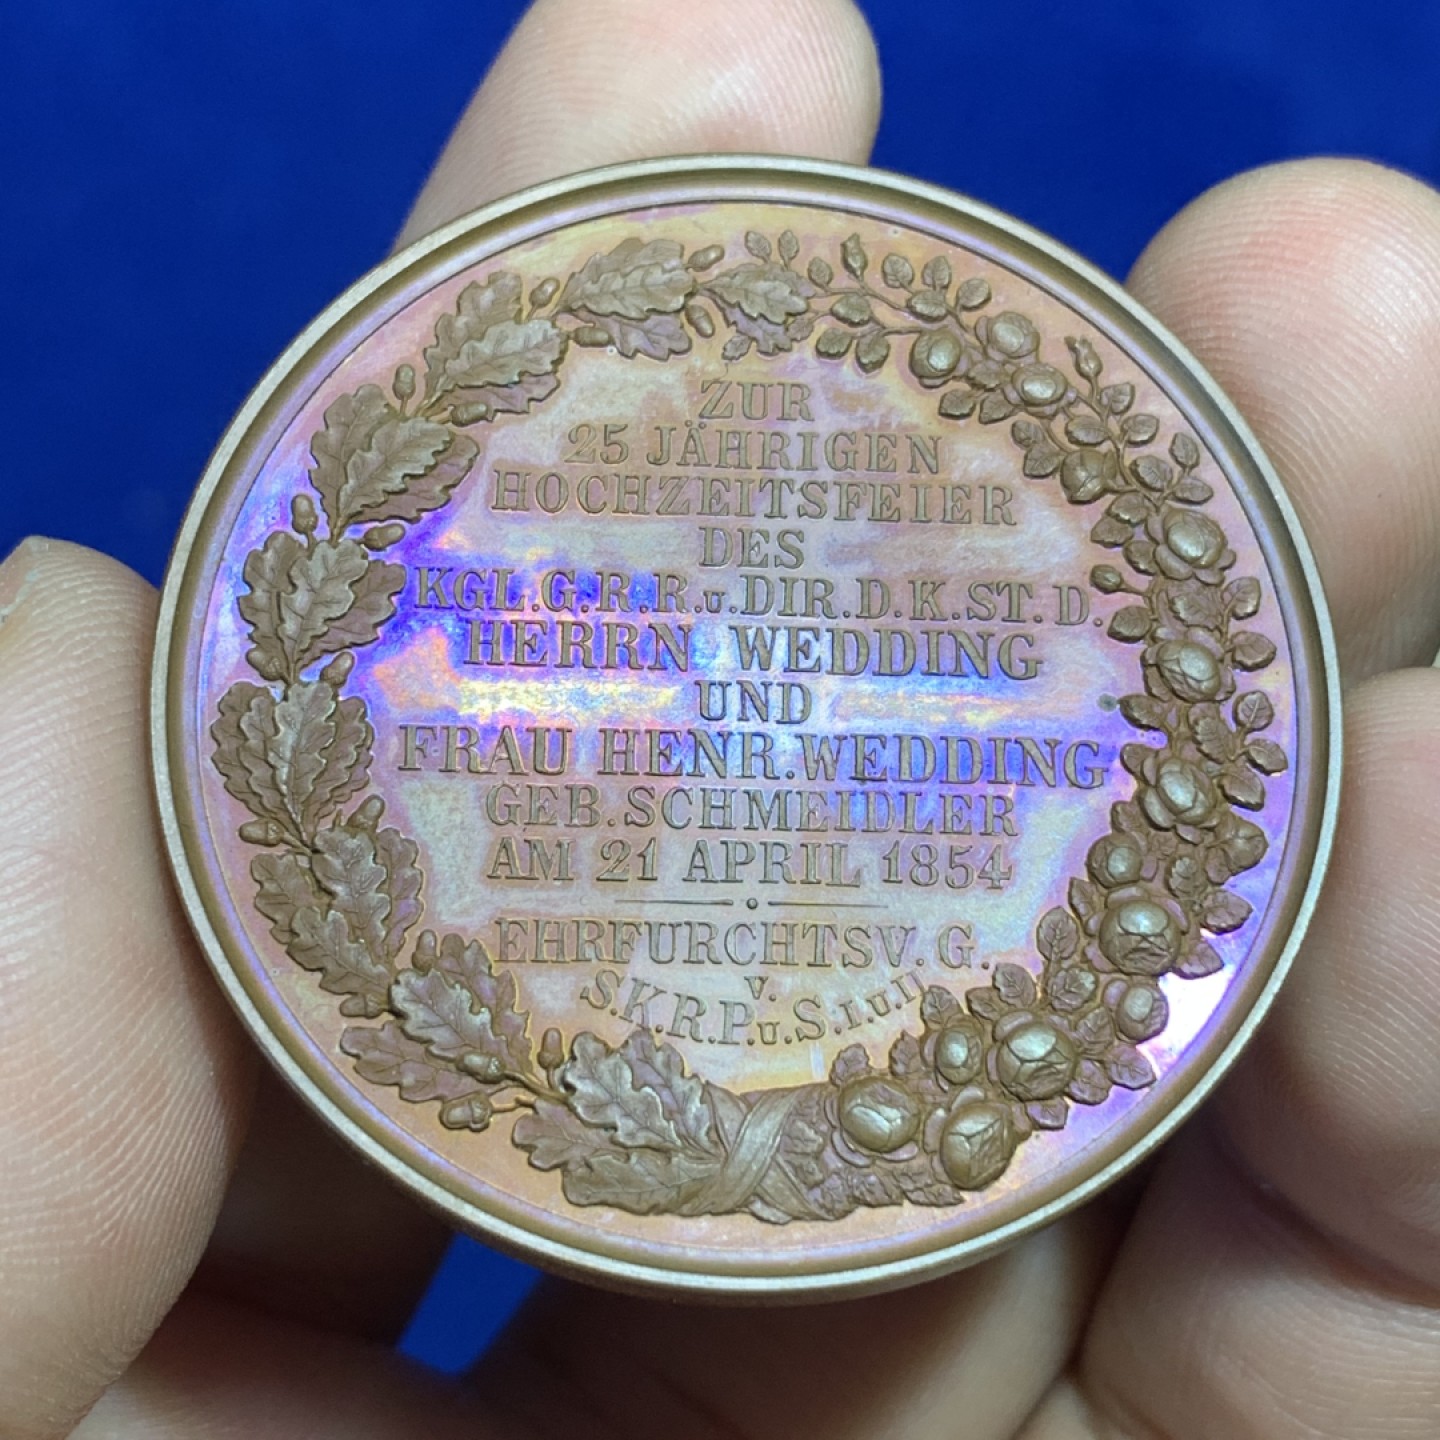 ZUR
25 JÄHRIGEN
HOCHZEITSFEIER
DES
KGL.G.R.R.u.DIR.D.K.ST.D.
HERRN WEDDING
UND
FRAU HENR.WEDDING
GEB.SCHMEIDLER
AM 21 APRIL 1854
EHRFURCHTSV. G.
v.
S.K.R.P.u.S.I.u.II